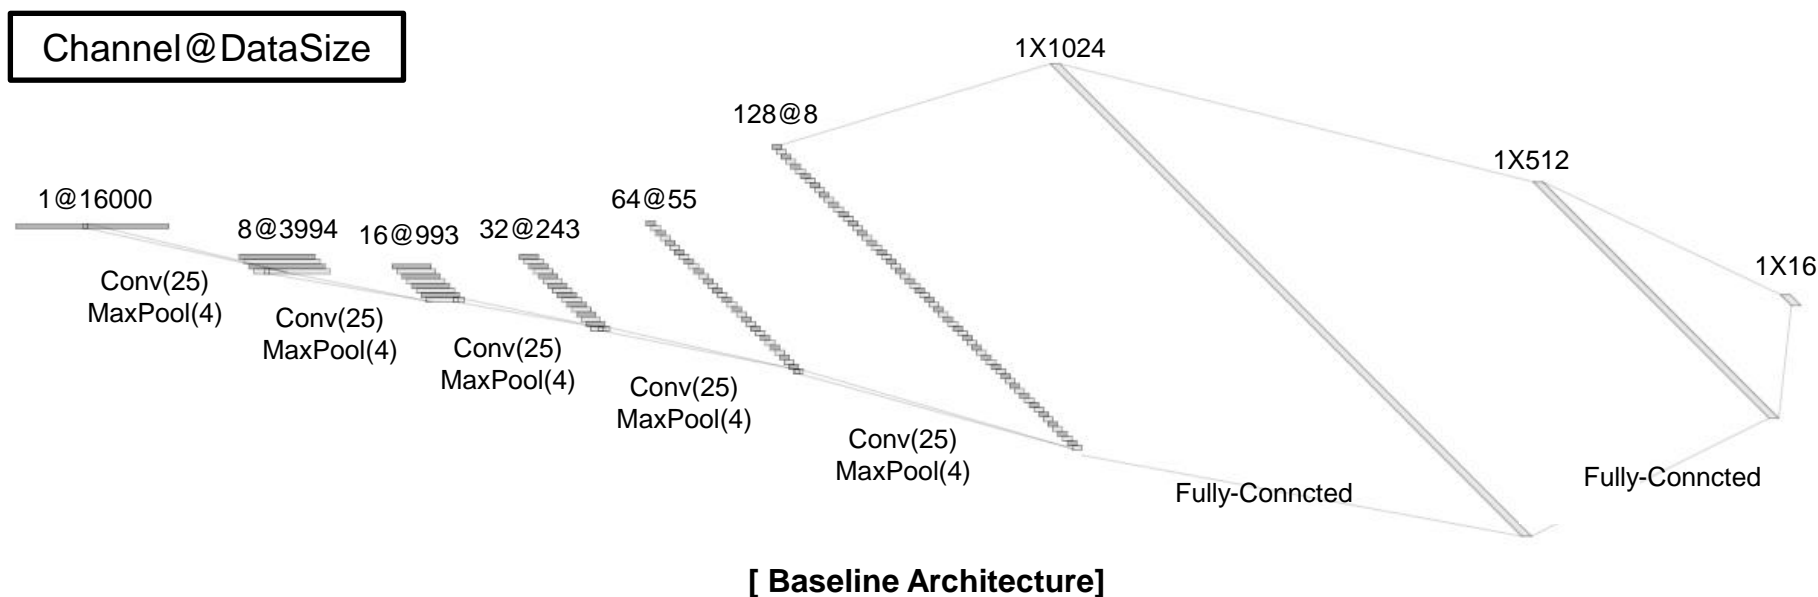 Channel@DataSize
1@16000
Conv(25)
MaxPool(4)
8@3994
Conv(25)
MaxPool(4)
16@993
Conv(25)
MaxPool(4)
32@243
Conv(25)
MaxPool(4)
64@55
Conv(25)
MaxPool(4)
128@8
1X1024
Fully-Conncted
1X512
Fully-Conncted
1X16
[ Baseline Architecture]